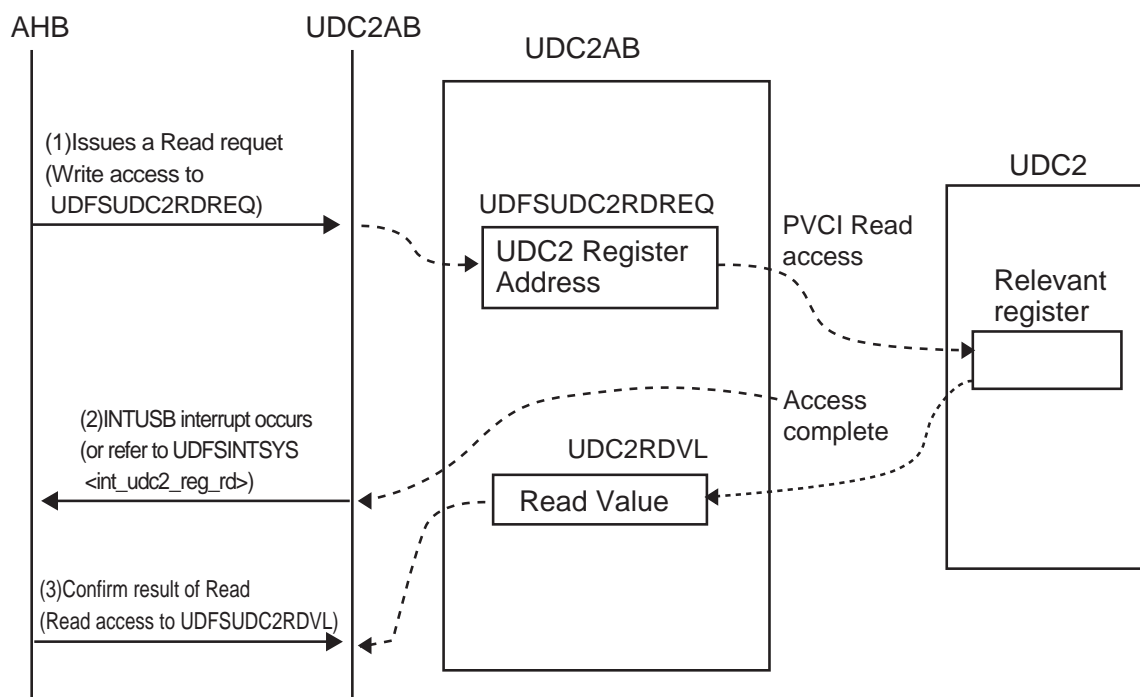 AHB
UDC2AB
UDC2AB
(1)Issues a Read requet
(Write access to
UDFSUDC2RDREQ)
UDC2
UDFSUDC2RDREQ
UDC2 Register
Address
PVCI Read
access
Relevant
register
(2)INTUSB interrupt occurs
(or refer to UDFSINTSYS
<int_udc2_reg_rd>)
Access
complete
UDC2RDVL
Read Value
(3)Confirm result of Read
(Read access to UDFSUDC2RDVL)